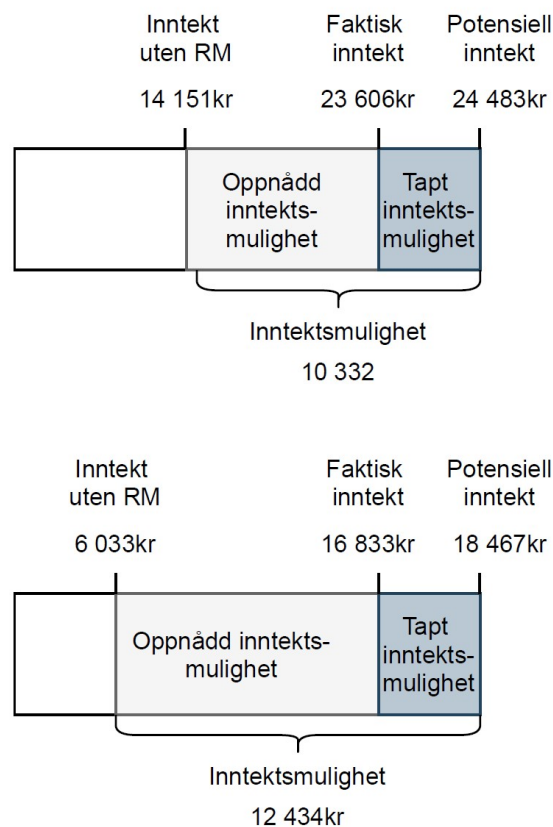 Inntekt
uten RM
Faktisk
inntekt
Potensiell
inntekt
14 151kr
23 606kr
24 483kr
Oppnådd
inntekts-
mulighet
Tapt
inntekts-
mulighet
Inntektsmulighet
10 332
Inntekt
uten RM
Faktisk
inntekt
Potensiell
inntekt
6 033kr
16 833kr
18 467kr
Oppnådd inntekts-
mulighet
Tapt
inntekts-
mulighet
Inntektsmulighet
12 434kr